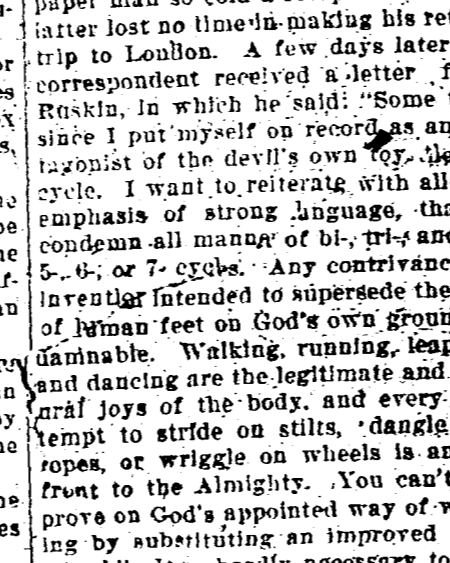 latter lost no time in making his ret
trip to London. A few days later
correspondent received a letter f
Ruskin, in which he said: "Some t
since I put myself on record as an
tagonist of the devil's own toy, the
cycle. I want to reiterate with all
emphasis of strong language, tha
condemn all manner of bi-, tri-, and
5-, 6-, or 7- cycles. Any contrivanc
invention intended to supersede the
of human feet on God's own groun
damnable. Walking, running, leap
and dancing are the legitimate and
ural joys of the body, and every
tempt to stride on stilts, dangle
ropes, or wriggle on wheels is an
front to the Almighty. You can't
prove on God's appointed way of w
ing by substituting an improved